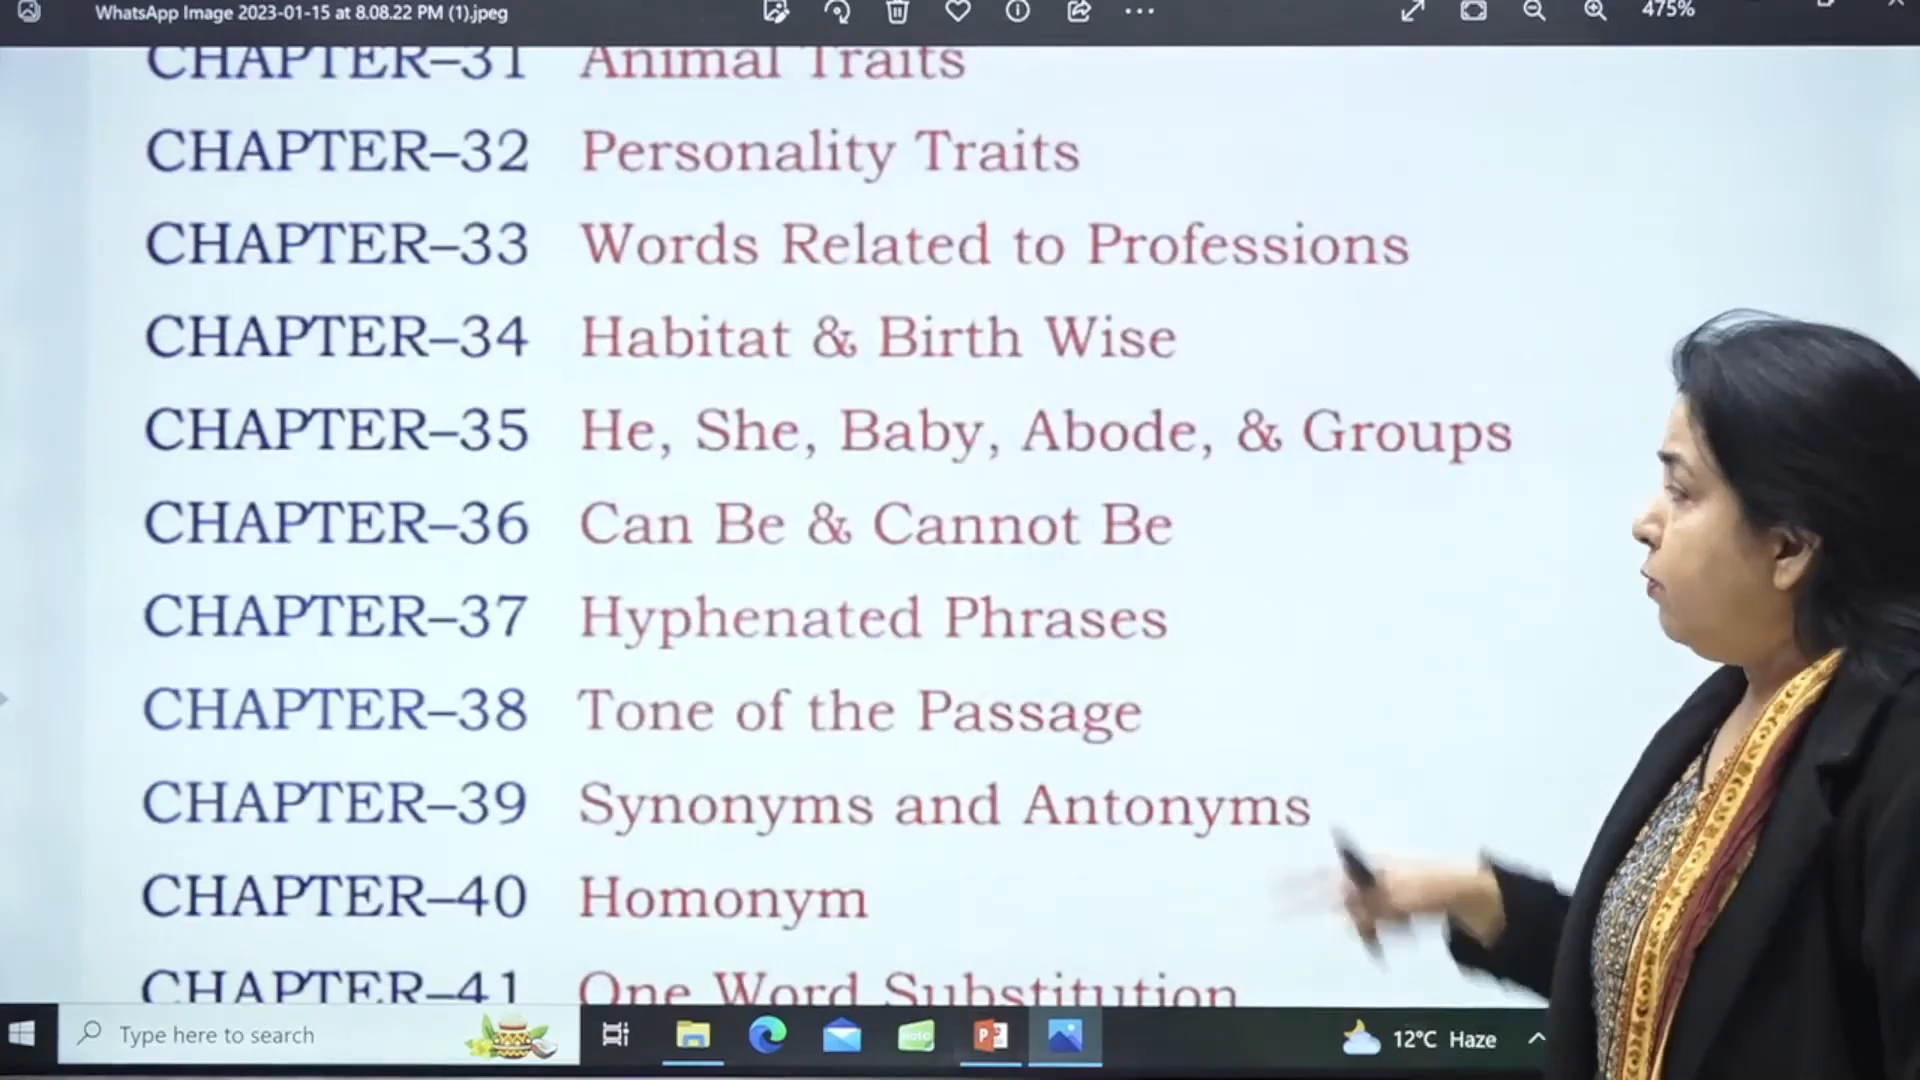 WhatsApp Image 2023-01-15 at 8.08.22 PM (1).jpeg
475%
CHAPTER–31 Animal Traits
CHAPTER–32 Personality Traits
CHAPTER–33 Words Related to Professions
CHAPTER–34 Habitat & Birth Wise
CHAPTER–35 He, She, Baby, Abode, & Groups
CHAPTER–36 Can Be & Cannot Be
CHAPTER–37 Hyphenated Phrases
CHAPTER–38 Tone of the Passage
CHAPTER–39 Synonyms and Antonyms
CHAPTER–40 Homonym
CHAPTER–41 One Word Substitution
Type here to search
12°C Haze